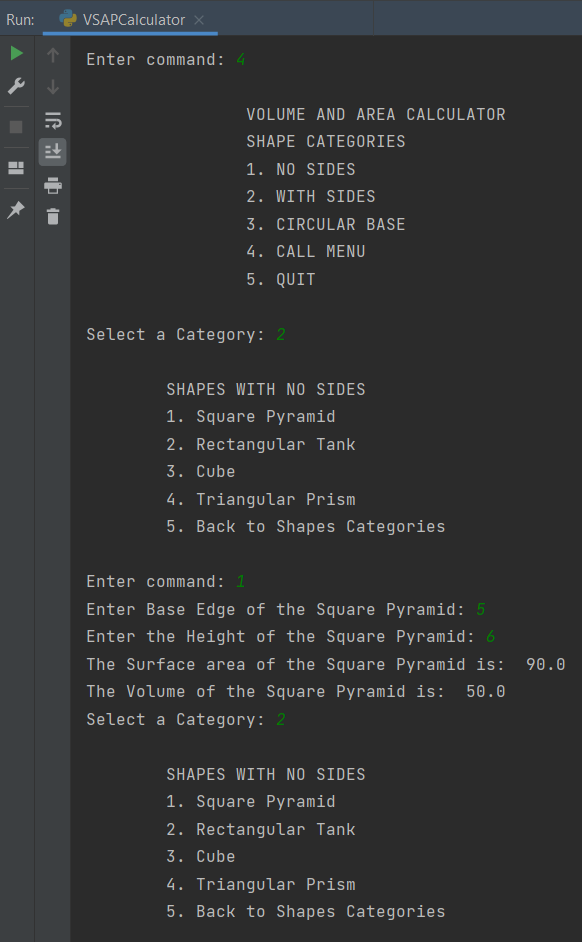 Run: VSAPCalculator
Enter command: 4
VOLUME AND AREA CALCULATOR
SHAPE CATEGORIES
1. NO SIDES
2. WITH SIDES
3. CIRCULAR BASE
4. CALL MENU
5. QUIT
Select a Category: 2
SHAPES WITH NO SIDES
1. Square Pyramid
2. Rectangular Tank
3. Cube
4. Triangular Prism
5. Back to Shapes Categories
Enter command: 1
Enter Base Edge of the Square Pyramid: 5
Enter the Height of the Square Pyramid: 6
The Surface area of the Square Pyramid is:  90.0
The Volume of the Square Pyramid is:  50.0
Select a Category: 2
SHAPES WITH NO SIDES
1. Square Pyramid
2. Rectangular Tank
3. Cube
4. Triangular Prism
5. Back to Shapes Categories